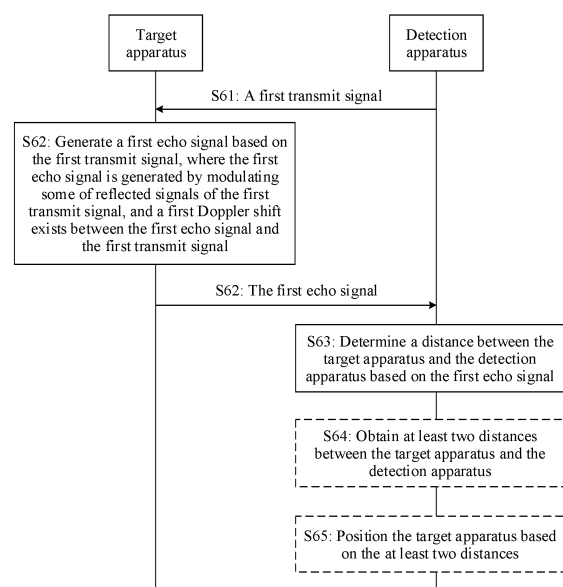 Target
apparatus
Detection
apparatus
S61: A first transmit signal
S62: Generate a first echo signal based on
the first transmit signal, where the first
echo signal is generated by modulating
some of reflected signals of the first
transmit signal, and a first Doppler shift
exists between the first echo signal and
the first transmit signal
S62: The first echo signal
S63: Determine a distance between the
target apparatus and the detection
apparatus based on the first echo signal
S64: Obtain at least two distances
between the target apparatus and the
detection apparatus
S65: Position the target apparatus based
on the at least two distances